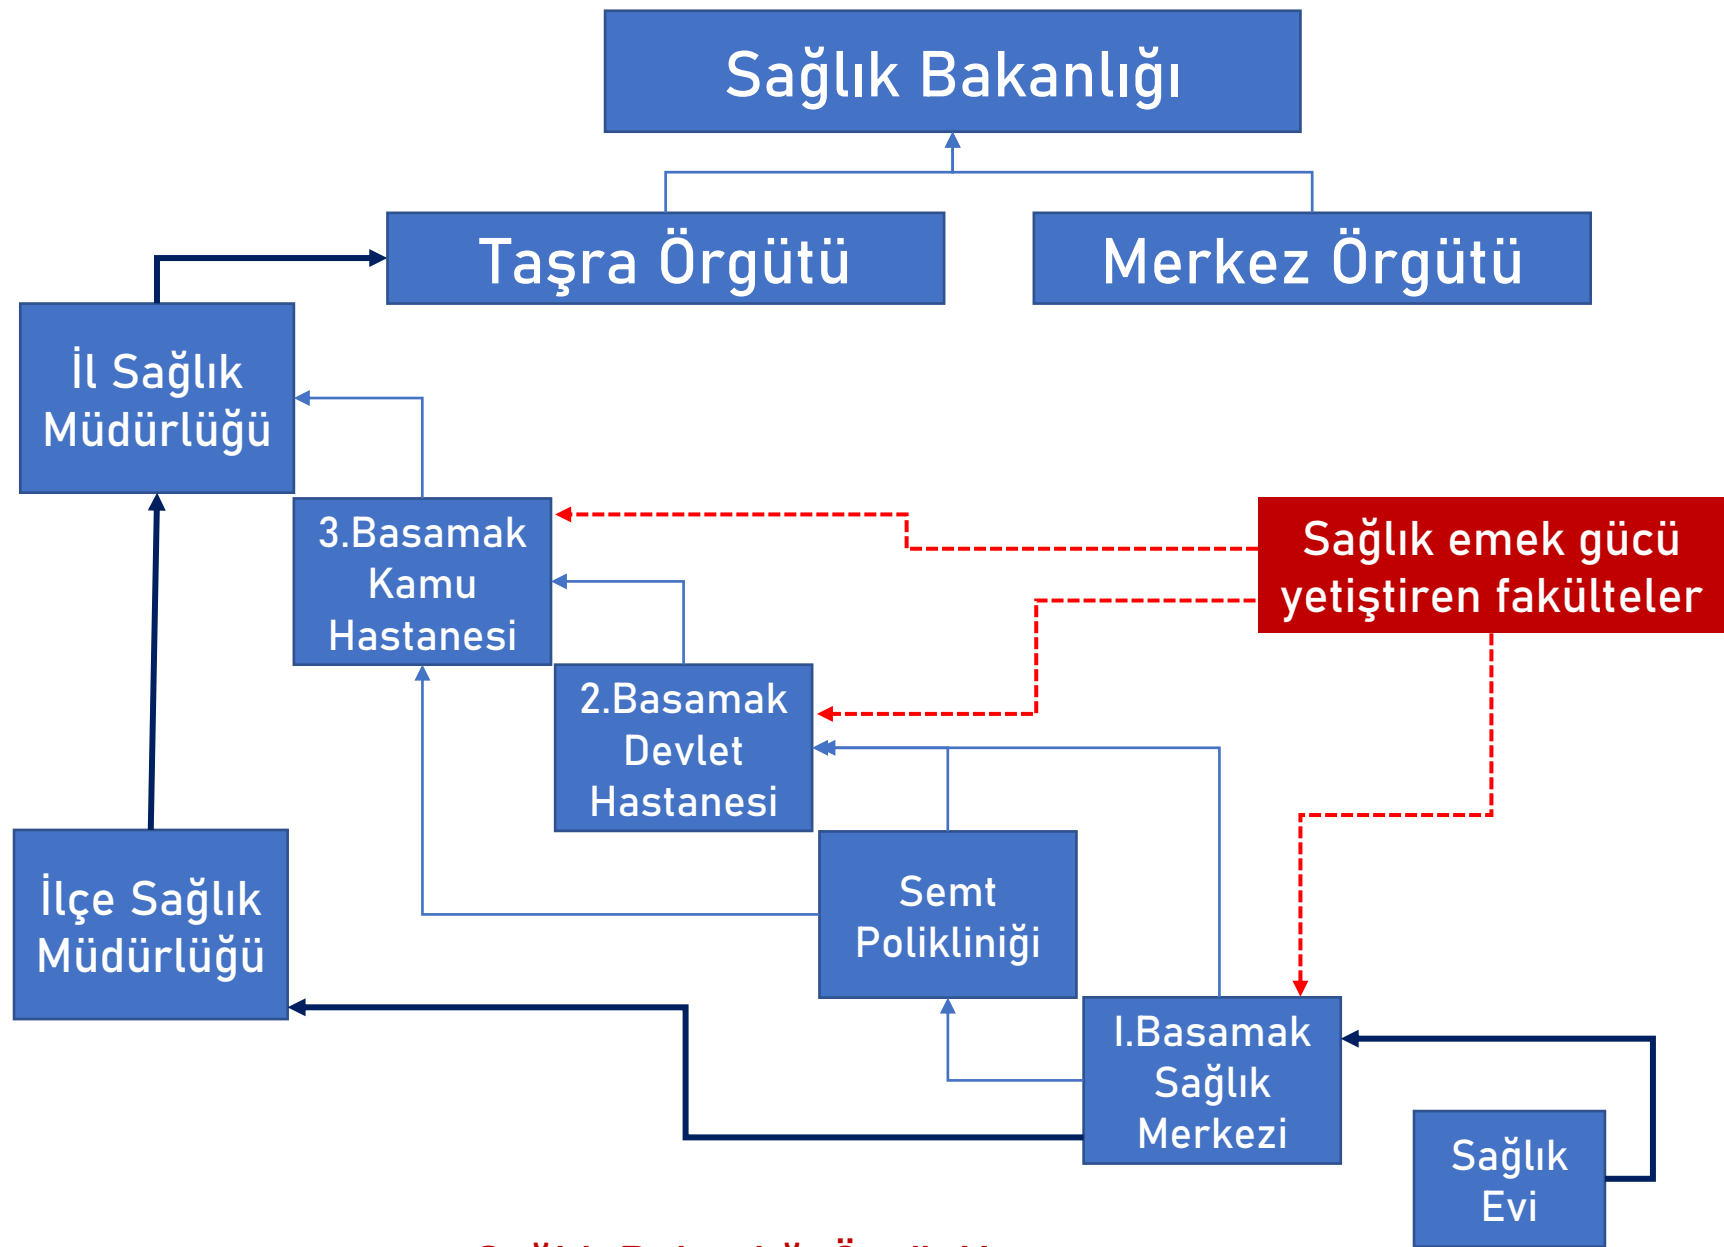 Sağlık Bakanlığı
Taşra Örgütü
Merkez Örgütü
İl Sağlık
Müdürlüğü
3.Basamak
Kamu
Hastanesi
Sağlık emek gücü
yetiştiren fakülteler
2.Basamak
Devlet
Hastanesi
İlçe Sağlık
Müdürlüğü
Semt
Polikliniği
I.Basamak
Sağlık
Merkezi
Sağlık
Evi